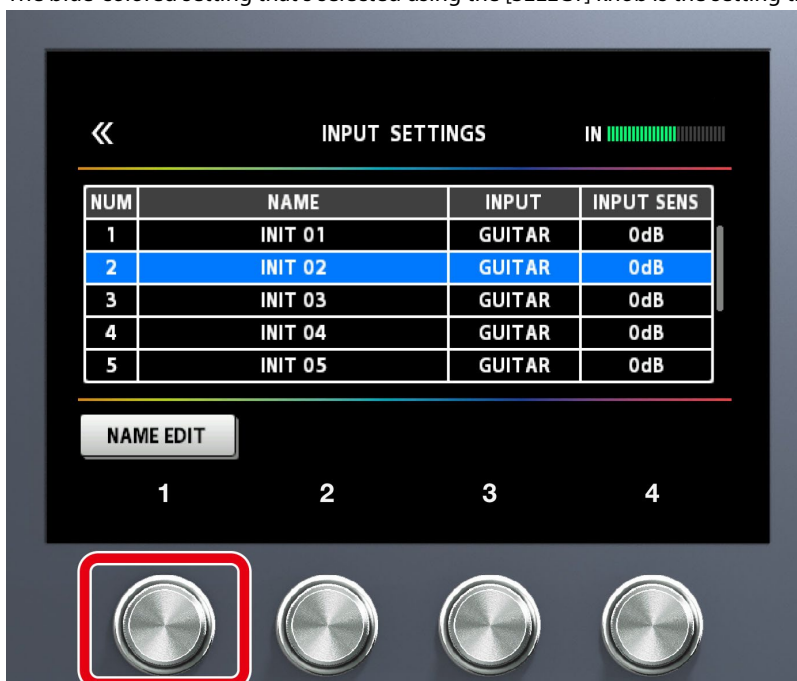 «
INPUT SETTINGS
IN
NUM NAME INPUT INPUT SENS
1 INIT 01 GUITAR 0dB
2 INIT 02 GUITAR 0dB
3 INIT 03 GUITAR 0dB
4 INIT 04 GUITAR 0dB
5 INIT 05 GUITAR 0dB
NAME EDIT
1 2 3 4